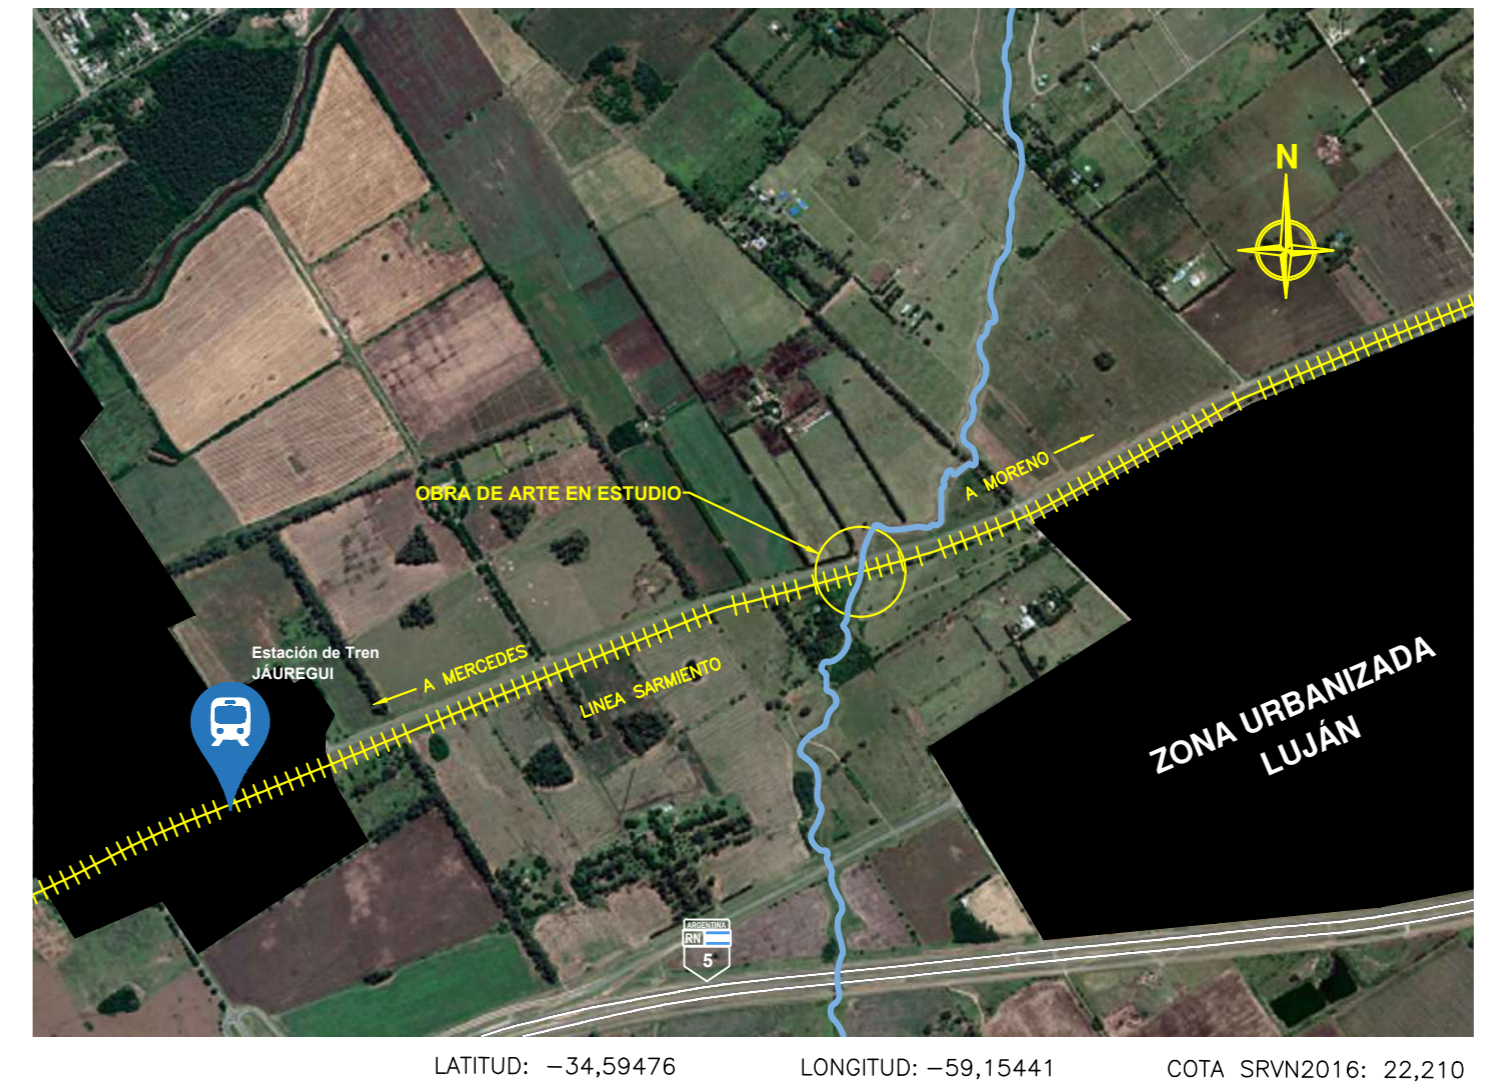 N
A MORENO
OBRA DE ARTE EN ESTUDIO
Estación de Tren
JÁUREGUI
A MERCEDES
LINEA SARMIENTO
ZONA URBANIZADA
LUJÁN
ARGENTINA
RN
5
LATITUD: −34,59476
LONGITUD: −59,15441
COTA SRVN2016: 22,210